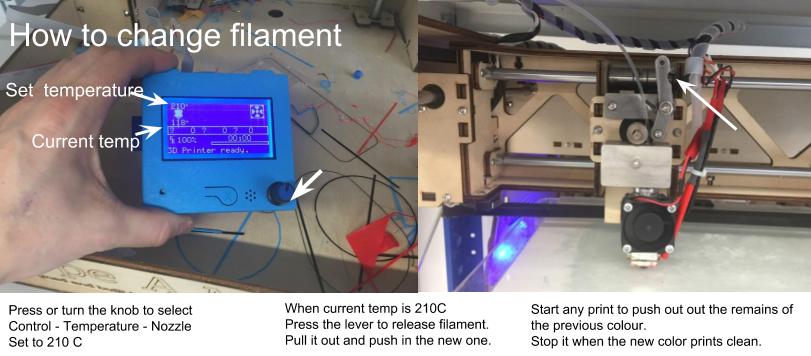 How to change filament
Set temperature
210°
118°
Current temp
? 0 ? 0 ? 0
100% 00:00
3D Printer ready.
Press or turn the knob to select
Control - Temperature - Nozzle
Set to 210 C
When current temp is 210C
Press the lever to release filament.
Pull it out and push in the new one.
Start any print to push out out the remains of
the previous colour.
Stop it when the new color prints clean.